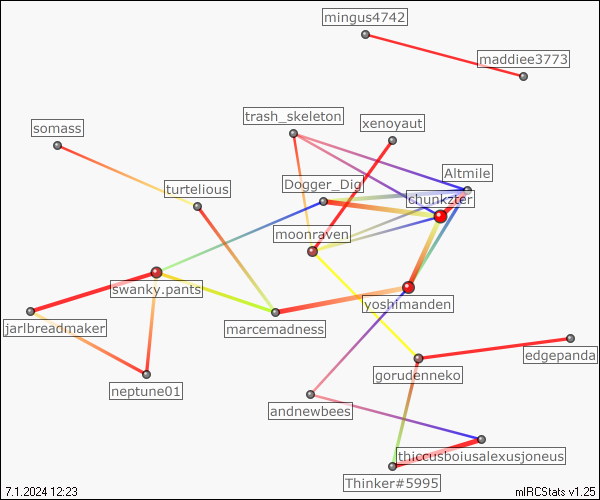 mingus4742
maddiee3773
trash_skeleton
xenoyaut
somass
Altmile
turtelious
Dogger_Dig
chunkzter
moonraven
swanky.pants
yoshimanden
jarlbreadmaker
marcemadness
edgepanda
gorudenneko
neptune01
andnewbees
thiccusboiusalexusjoneus
Thinker#5995
7.1.2024 12:23
mIRCStats v1.25